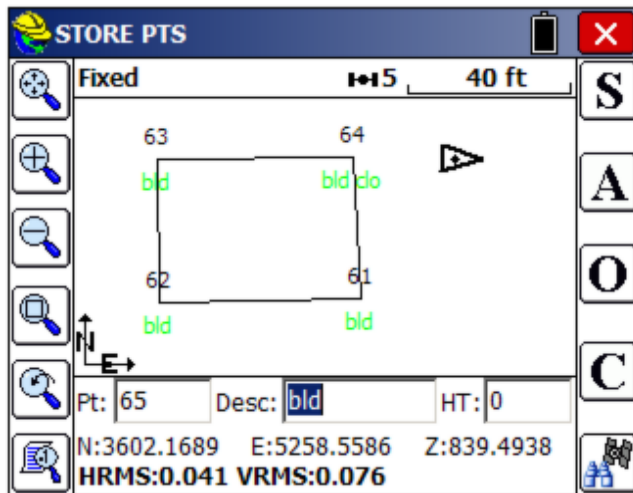 STORE PTS
Fixed 5 40 ft
S
63 64
bld bld clo
A
62 61
bld bld
O
N
E
C
Pt: 65 Desc: bld HT: 0
N:3602.1689 E:5258.5586 Z:839.4938
HRMS:0.041 VRMS:0.076